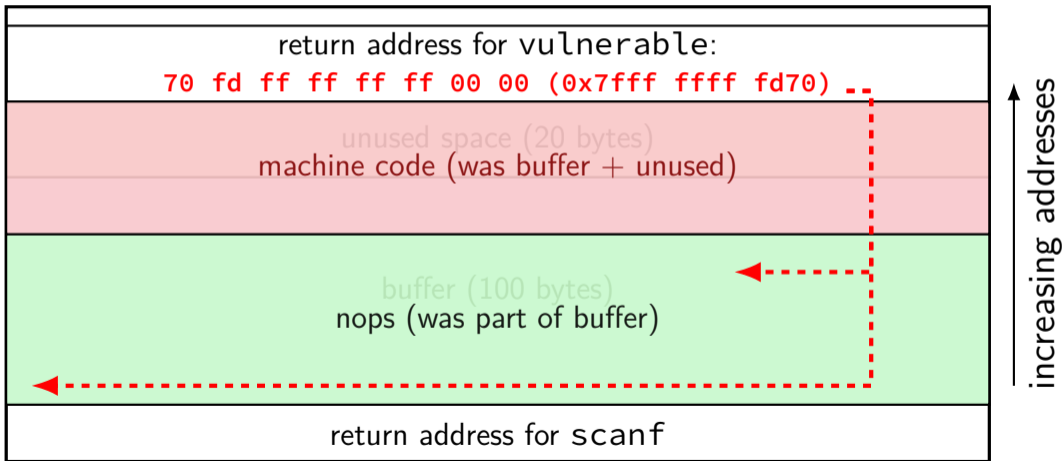 return address for vulnerable:
70 fd ff ff ff ff 00 00 (0x7fff ffff fd70)
unused space (20 bytes)
machine code (was buffer + unused)
buffer (100 bytes)
nops (was part of buffer)
return address for scanf
increasing addresses